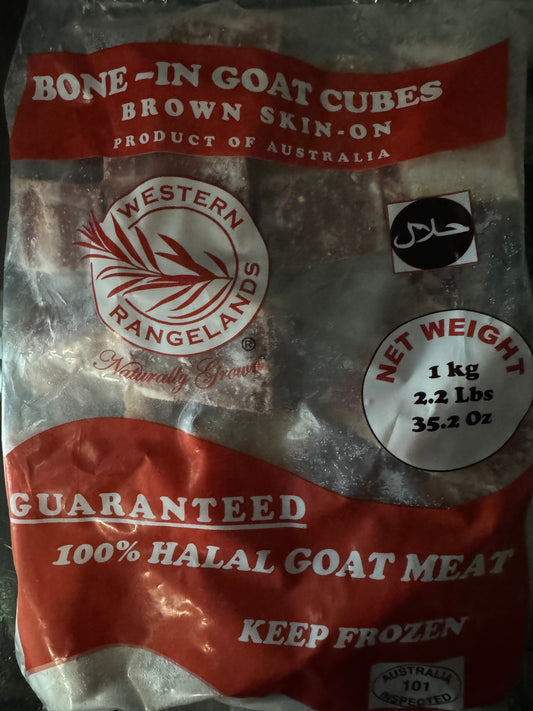 BONE-IN GOAT CUBES
BROWN SKIN-ON
PRODUCT OF AUSTRALIA
WESTERN
RANGELANDS
®
Naturally Grown
حلال
NET WEIGHT
1 kg
2.2 Lbs
35.2 Oz
GUARANTEED
100% HALAL GOAT MEAT
KEEP FROZEN
AUSTRALIA
101
INSPECTED